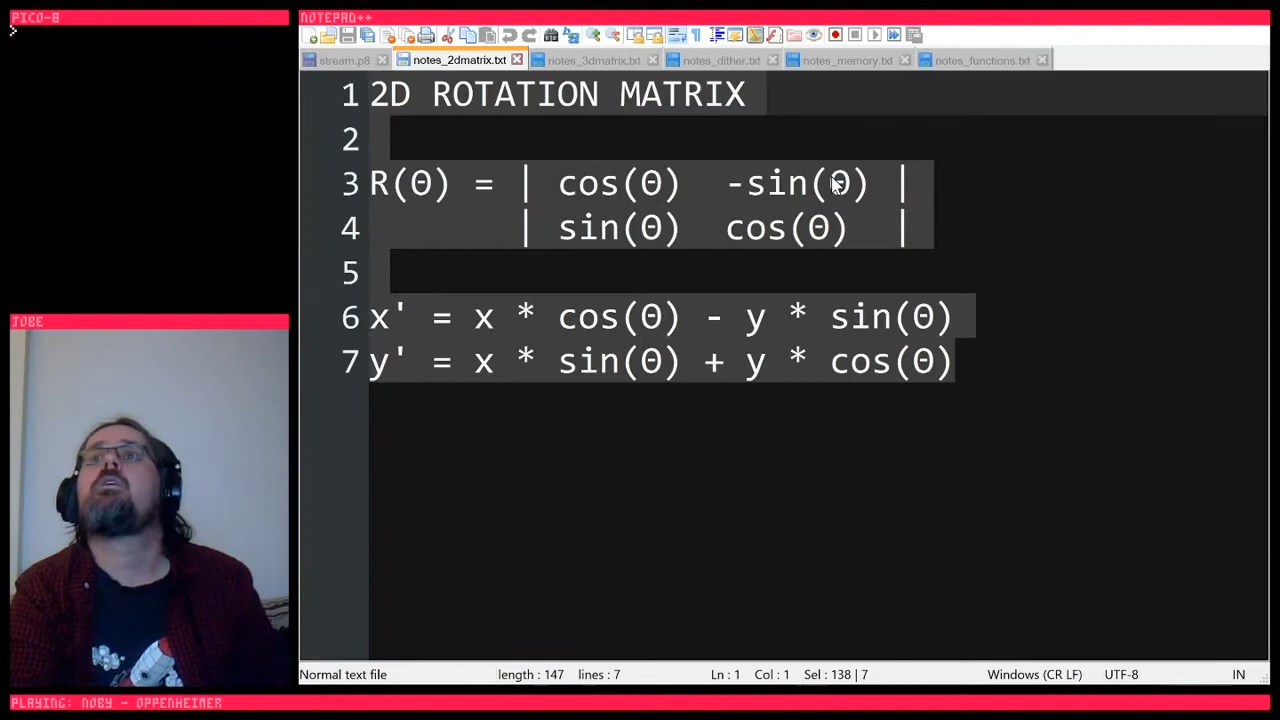 PICO-8
>
JOBE
NOTEPAD++
stream.p8 notes_2dmatrix.txt notes_3dmatrix.txt notes_dither.txt notes_memory.txt notes_functions.txt
1 2D ROTATION MATRIX
2
3 R(Θ) = | cos(Θ) -sin(Θ) |
4 | sin(Θ) cos(Θ) |
5
6 x' = x * cos(Θ) - y * sin(Θ)
7 y' = x * sin(Θ) + y * cos(Θ)
Normal text file length : 147 lines : 7 Ln : 1 Col : 1 Sel : 138 | 7 Windows (CR LF) UTF-8 IN
PLAYING: NOBY - OPPENHEIMER